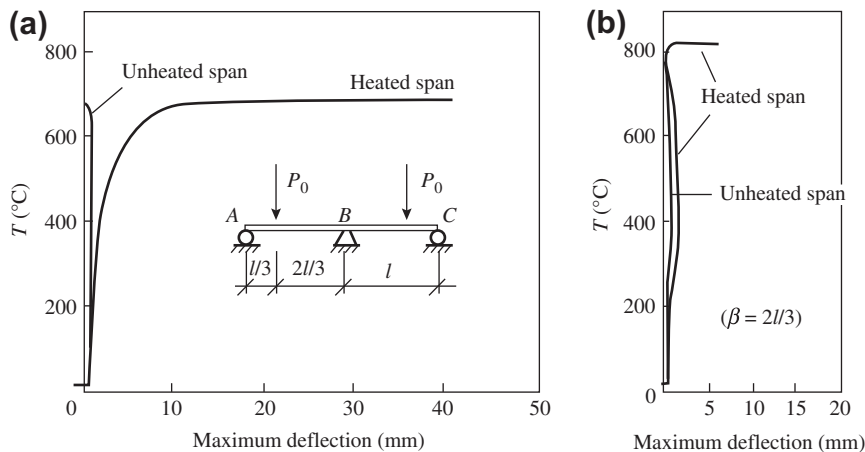 (a)
800
600
400
200
0
T (°C)
Unheated span
Heated span
P0
P0
A
B
C
l/3
2l/3
l
10
20
30
40
50
Maximum deflection (mm)
(b)
800
600
400
200
0
T (°C)
Heated span
Unheated span
(β = 2l/3)
5
10
15
20
Maximum deflection (mm)